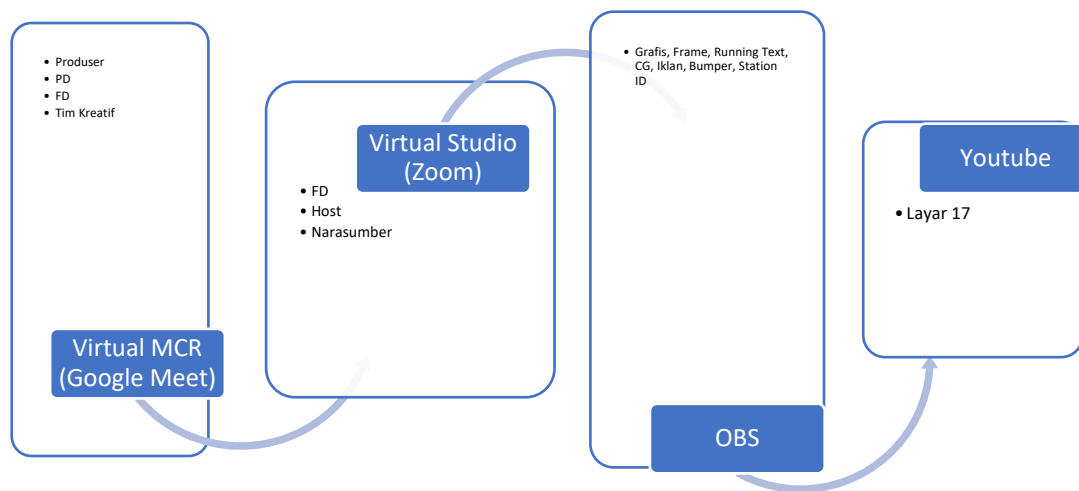 • Produser
• PD
• FD
• Tim Kreatif
Virtual MCR
(Google Meet)
Virtual Studio
(Zoom)
• FD
• Host
• Narasumber
• Grafis, Frame, Running Text,
CG, Iklan, Bumper, Station
ID
OBS
Youtube
• Layar 17